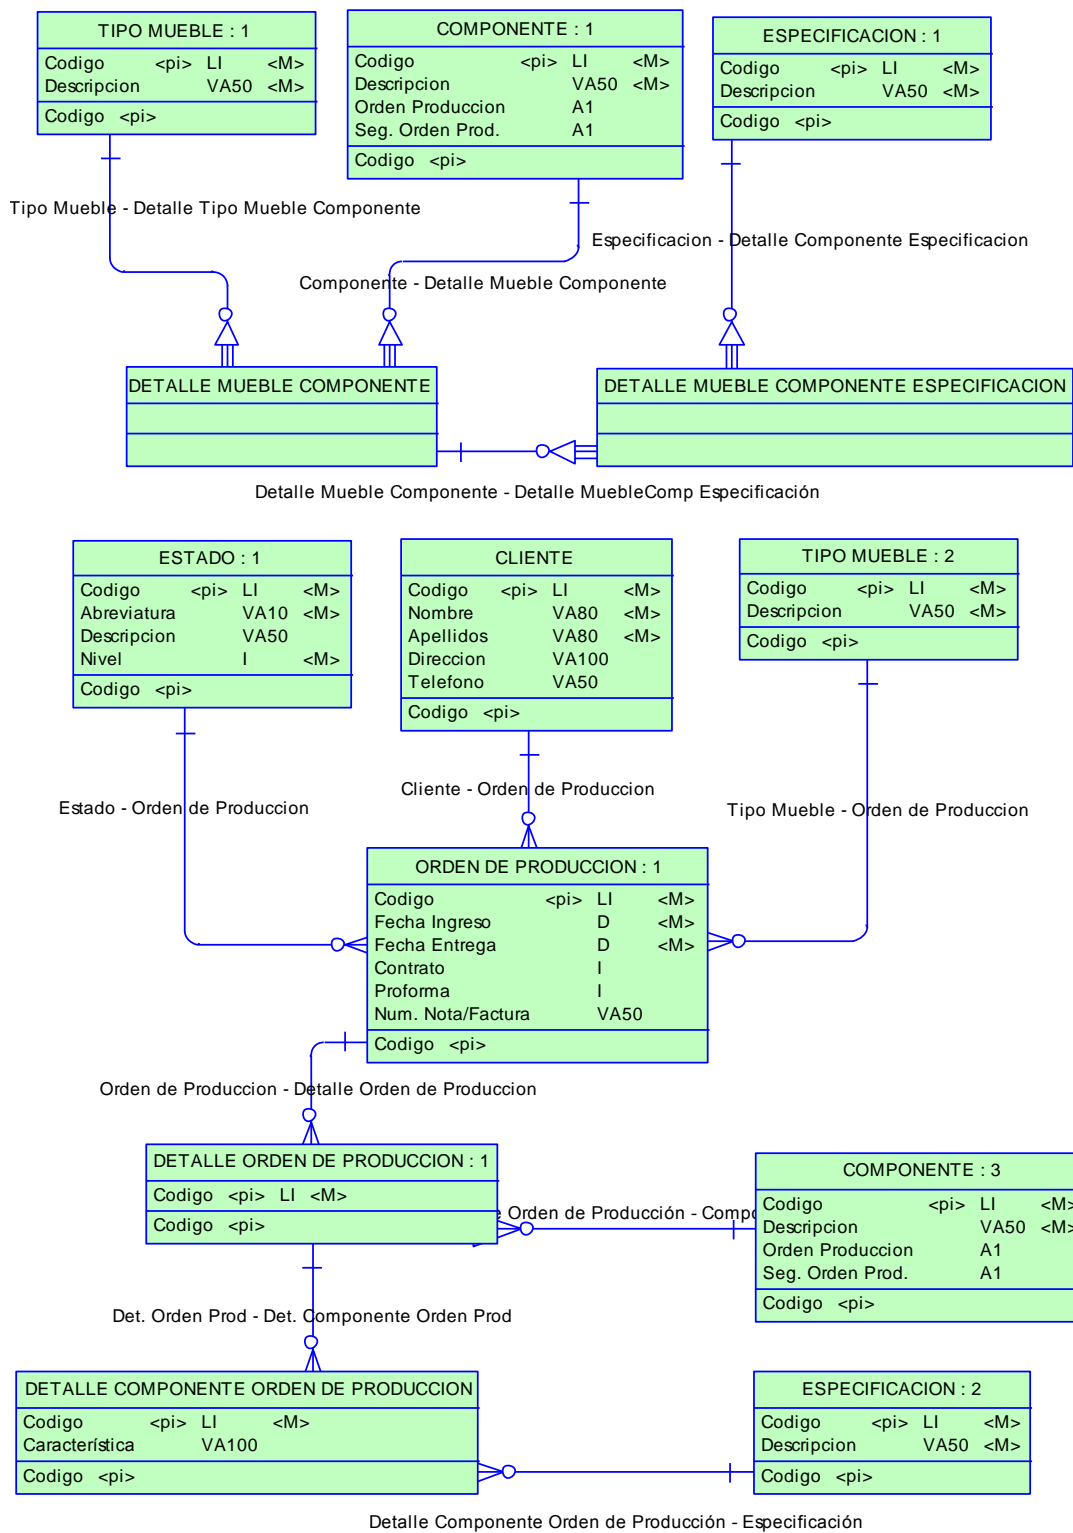 TIPO MUEBLE : 1
Codigo <pi> LI <M>
Descripcion VA50 <M>
Codigo <pi>
COMPONENTE : 1
Codigo <pi> LI <M>
Descripcion VA50 <M>
Orden Produccion A1
Seg. Orden Prod. A1
Codigo <pi>
ESPECIFICACION : 1
Codigo <pi> LI <M>
Descripcion VA50 <M>
Codigo <pi>
Tipo Mueble - Detalle Tipo Mueble Componente
Especificacion - Detalle Componente Especificacion
Componente - Detalle Mueble Componente
DETALLE MUEBLE COMPONENTE
DETALLE MUEBLE COMPONENTE ESPECIFICACION
Detalle Mueble Componente - Detalle MuebleComp Especificación
ESTADO : 1
Codigo <pi> LI <M>
Abreviatura VA10 <M>
Descripcion VA50
Nivel I <M>
Codigo <pi>
CLIENTE
Codigo <pi> LI <M>
Nombre VA80 <M>
Apellidos VA80 <M>
Direccion VA100
Telefono VA50
Codigo <pi>
TIPO MUEBLE : 2
Codigo <pi> LI <M>
Descripcion VA50 <M>
Codigo <pi>
Estado - Orden de Produccion
Cliente - Orden de Produccion
Tipo Mueble - Orden de Produccion
ORDEN DE PRODUCCION : 1
Codigo <pi> LI <M>
Fecha Ingreso D <M>
Fecha Entrega D <M>
Contrato I
Proforma I
Num. Nota/Factura VA50
Codigo <pi>
Orden de Produccion - Detalle Orden de Produccion
DETALLE ORDEN DE PRODUCCION : 1
Codigo <pi> LI <M>
Codigo <pi>
e Orden de Producción - Compo
COMPONENTE : 3
Codigo <pi> LI <M>
Descripcion VA50 <M>
Orden Produccion A1
Seg. Orden Prod. A1
Codigo <pi>
Det. Orden Prod - Det. Componente Orden Prod
DETALLE COMPONENTE ORDEN DE PRODUCCION
Codigo <pi> LI <M>
Característica VA100
Codigo <pi>
ESPECIFICACION : 2
Codigo <pi> LI <M>
Descripcion VA50 <M>
Codigo <pi>
Detalle Componente Orden de Producción - Especificación